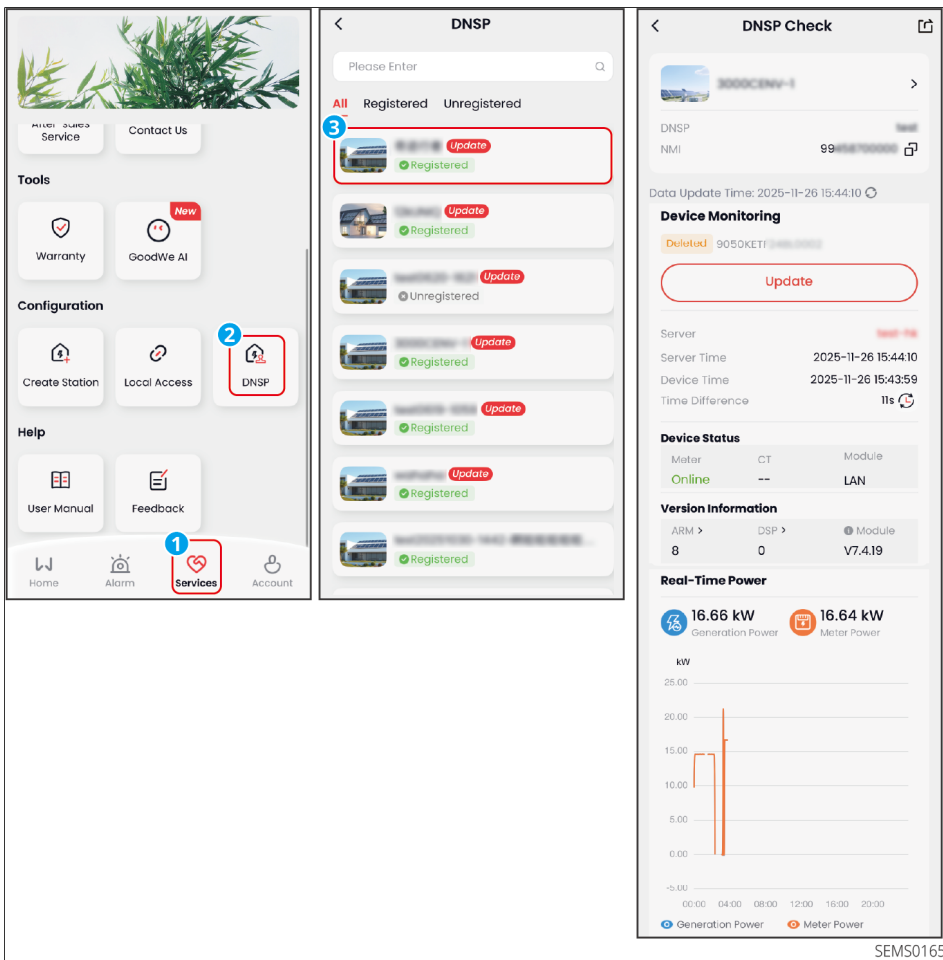 After Sales
Service
Contact Us
Tools
Warranty
New
GoodWe AI
Configuration
2
Create Station
Local Access
DNSP
Help
User Manual
Feedback
1
Home
Alarm
Services
Account
DNSP
Please Enter
All Registered Unregistered
3
Update
Registered
Update
Registered
Update
Unregistered
Update
Registered
Update
Registered
Update
Registered
Registered
DNSP Check
3000CENV-1
DNSP
NMI 99
Data Update Time: 2025-11-26 15:44:10
Device Monitoring
Deleted 9050KETF
Update
Server
Server Time 2025-11-26 15:44:10
Device Time 2025-11-26 15:43:59
Time Difference 11s
Device Status
Meter CT Module
Online -- LAN
Version Information
ARM > DSP > Module
8 0 V7.4.19
Real-Time Power
16.66 kW 16.64 kW
Generation Power Meter Power
kW
25.00
20.00
15.00
10.00
5.00
0.00
-5.00
00:00 04:00 08:00 12:00 16:00 20:00
Generation Power Meter Power
SEMS0165